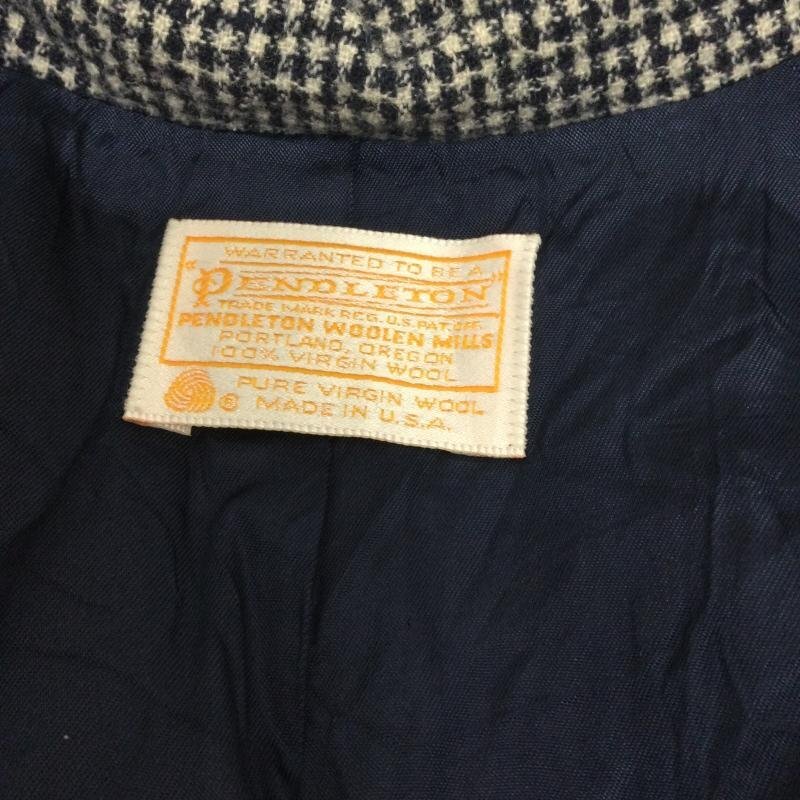 WARRANTED TO BE A
"PENDLETON"
TRADE MARK REG. U.S. PAT. OFF.
PENDLETON WOOLEN MILLS
PORTLAND, OREGON
100% VIRGIN WOOL
PURE VIRGIN WOOL
® MADE IN U.S.A.